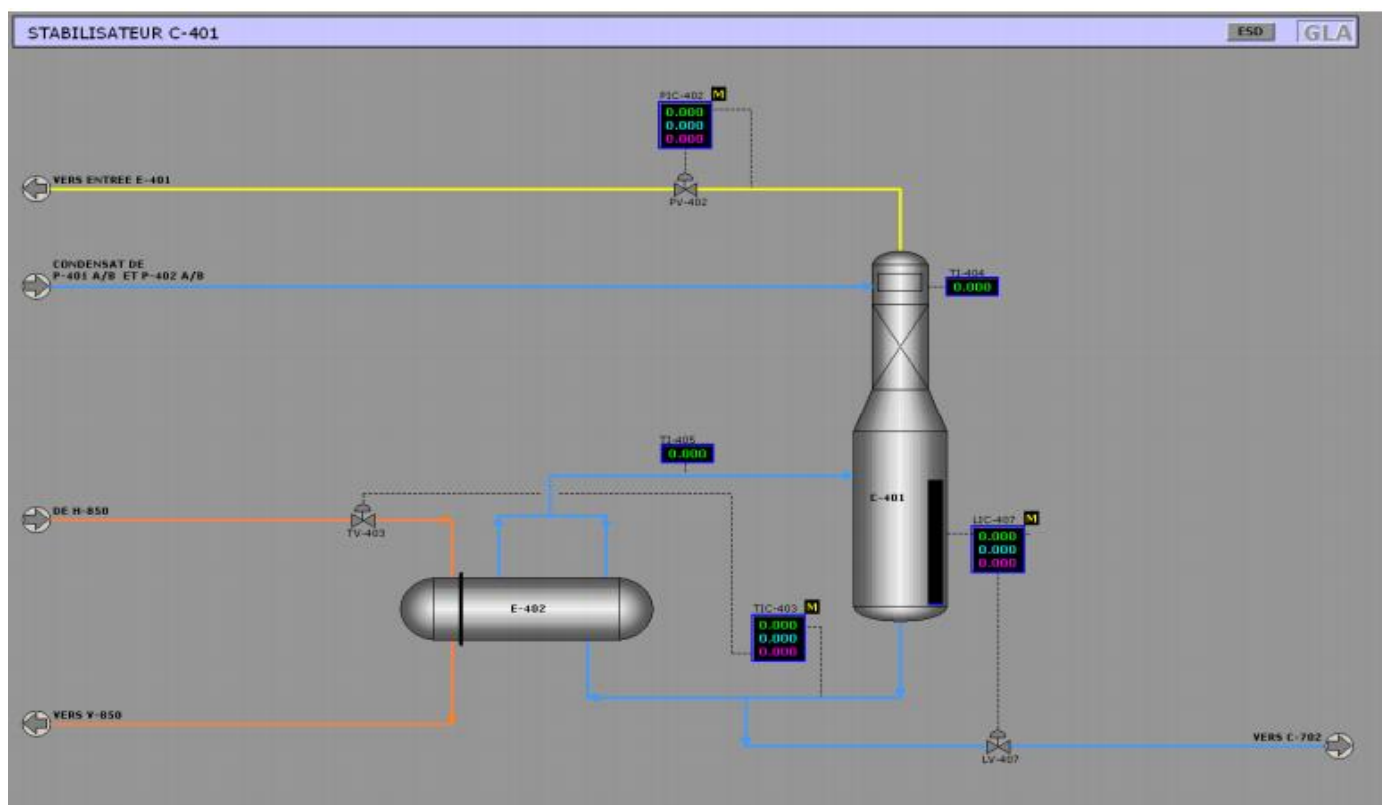 STABILISATEUR C-401
ESD
GLA
PIC-402
M
0.000
0.000
0.000
VERS ENTREE E-401
PV-402
CONDENSAT DE
P-401 A/B ET P-402 A/B
TI-404
0.000
TI-405
0.000
C-401
DE H-850
TV-403
LIC-407
M
0.000
0.000
0.000
E-402
TIC-403
M
0.000
0.000
0.000
VERS V-850
VERS C-702
LV-407